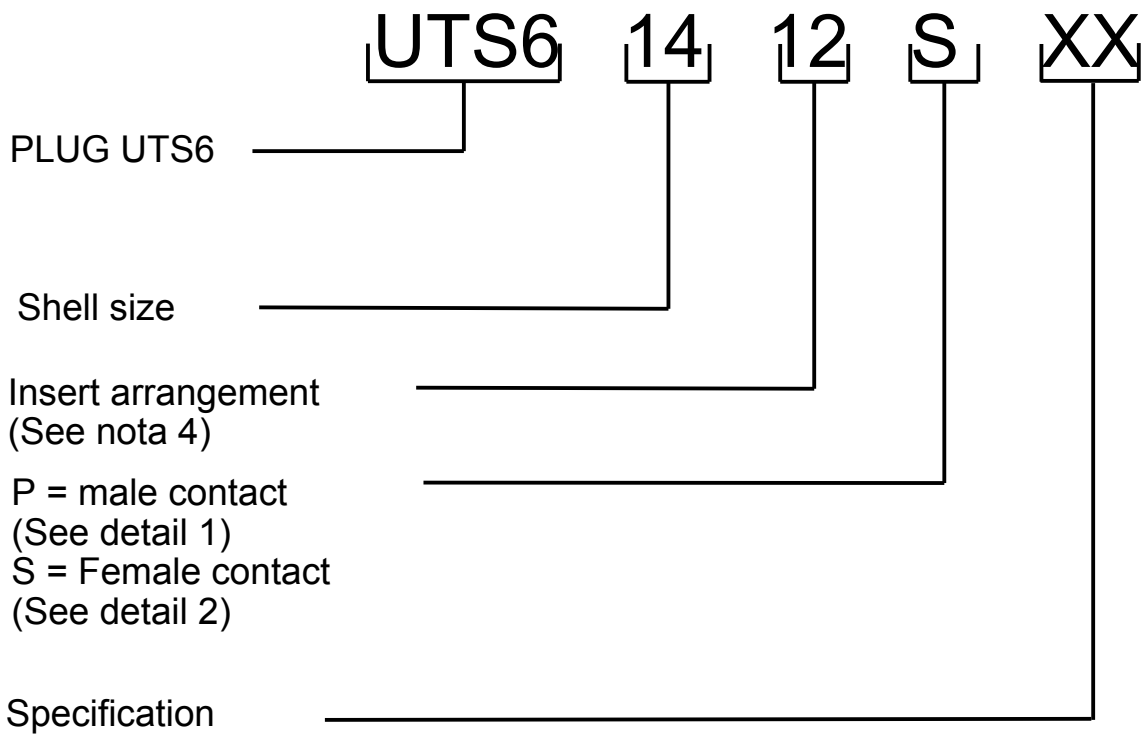 UTS6 14 12 S XX
PLUG UTS6
Shell size
Insert arrangement
(See nota 4)
P = male contact
(See detail 1)
S = Female contact
(See detail 2)
Specification